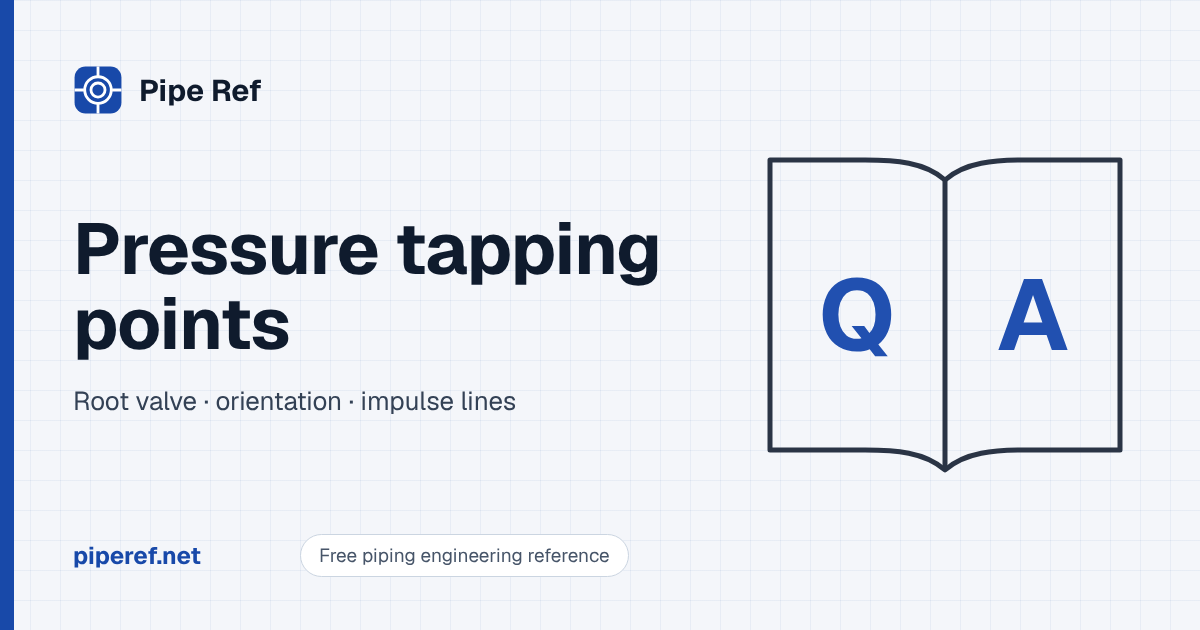 Pipe Ref
Pressure tapping
points
Root valve · orientation · impulse lines
Q A
piperef.net
Free piping engineering reference